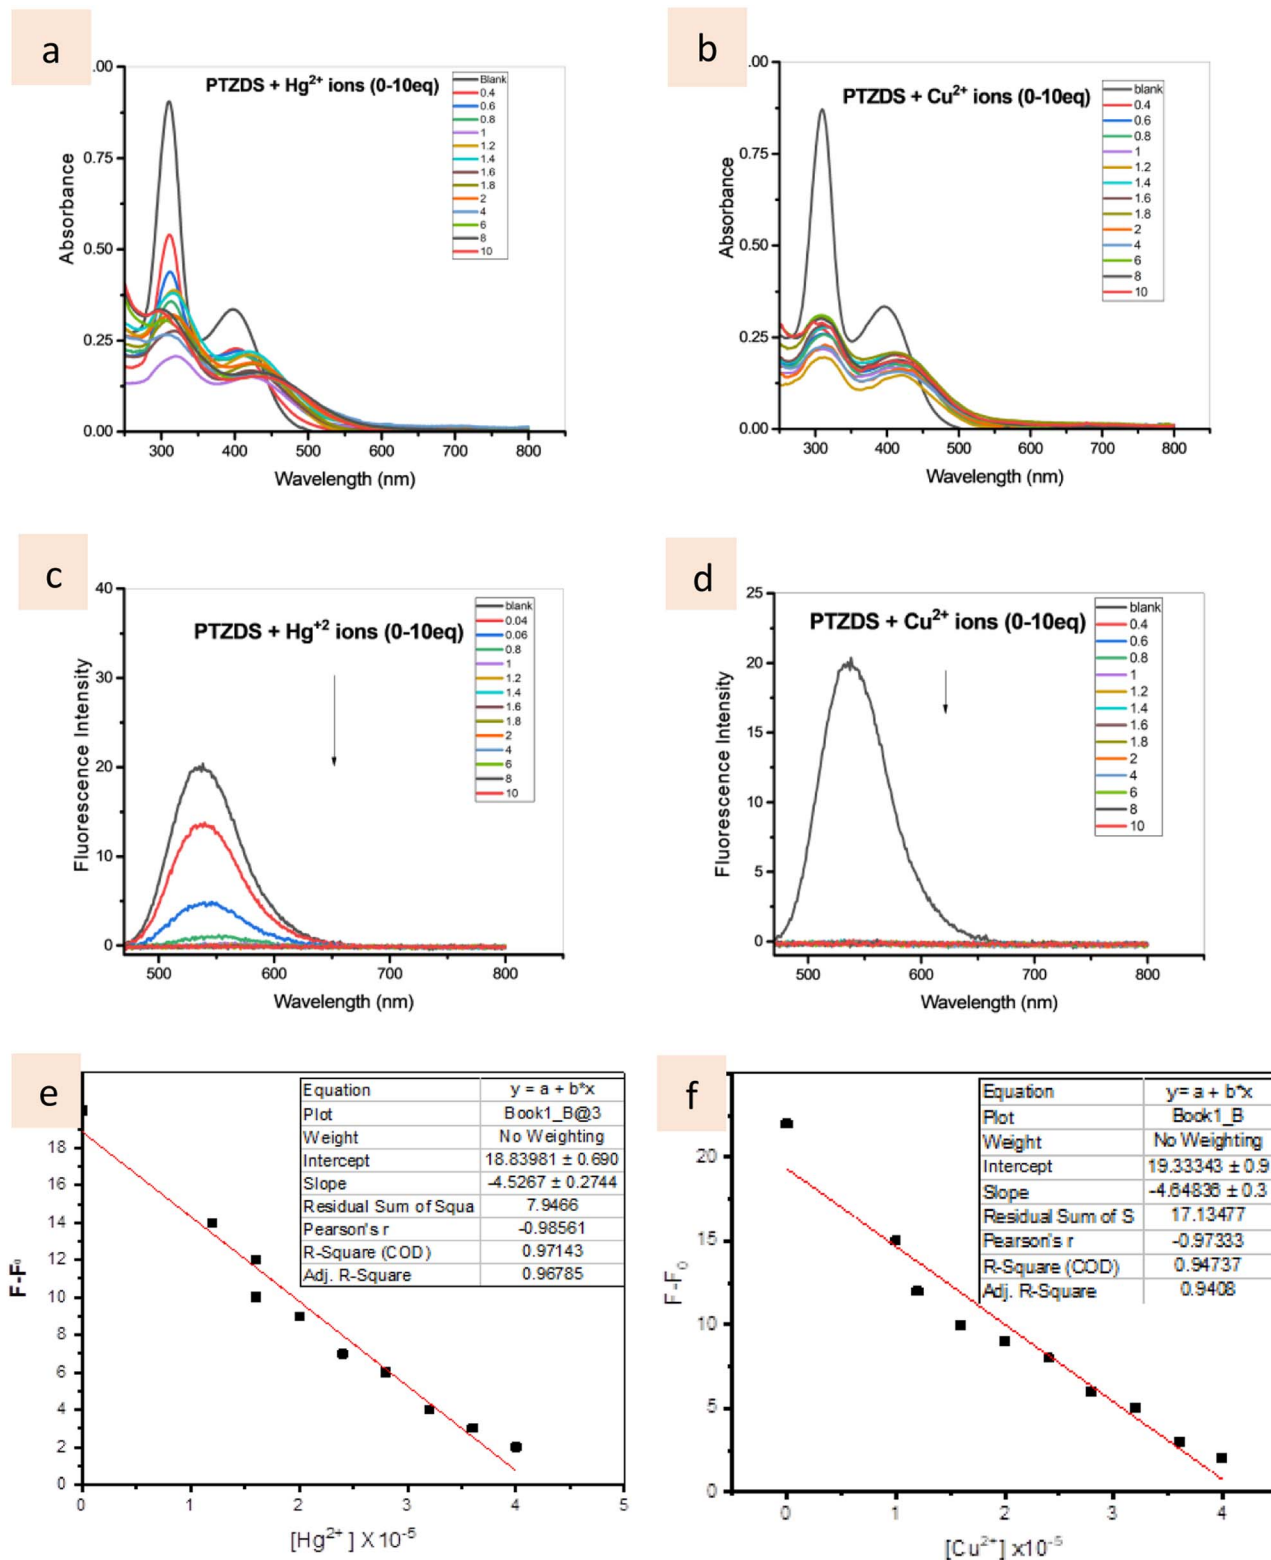 a
PTZDS + Hg2+ ions (0-10eq)
Blank
0.4
0.6
0.8
1
1.2
1.4
1.6
1.8
2
4
6
8
10
.00
0.75
0.50
0.25
0.00
Absorbance
300 400 500 600 700 800
Wavelength (nm)
b
PTZDS + Cu2+ ions (0-10eq)
blank
0.4
0.6
0.8
1
1.2
1.4
1.6
1.8
2
4
6
8
10
.00
0.75
0.50
0.25
0.00
Absorbance
300 400 500 600 700 800
Wavelength (nm)
c
PTZDS + Hg+2 ions (0-10eq)
blank
0.04
0.06
0.8
1
1.2
1.4
1.6
1.8
2
4
6
8
10
40
30
20
10
0
Fluorescence Intensity
500 600 700 800
Wavelength (nm)
d
PTZDS + Cu2+ ions (0-10eq)
blank
0.4
0.6
0.8
1
1.2
1.4
1.6
1.8
2
4
6
8
10
25
20
15
10
5
0
Fluorescence Intensity
500 600 700 800
Wavelength (nm)
e
Equation y = a + b*x
Plot Book1_B@3
Weight No Weighting
Intercept 18.83981 ± 0.690
Slope -4.5267 ± 0.2744
Residual Sum of Squa 7.9466
Pearson's r -0.98561
R-Square (COD) 0.97143
Adj. R-Square 0.96785
18
16
14
12
10
8
6
4
2
0
F-F0
0 1 2 3 4 5
[Hg2+] X 10-5
f
Equation y = a + b*x
Plot Book1_B
Weight No Weighting
Intercept 19.33343 ± 0.9
Slope -4.64836 ± 0.3
Residual Sum of S 17.13477
Pearson's r -0.97333
R-Square (COD) 0.94737
Adj. R-Square 0.9408
20
15
10
5
0
F-F0
0 1 2 3 4
[Cu2+] x10-5